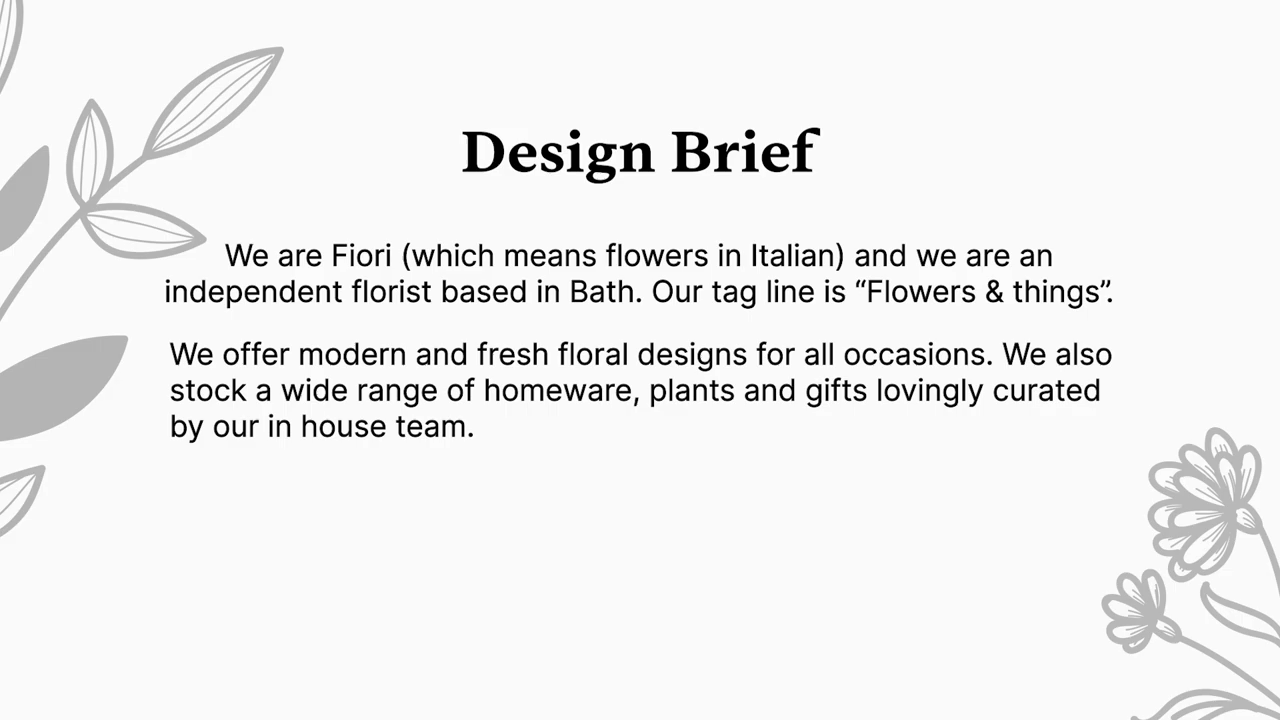 Design Brief
We are Fiori (which means flowers in Italian) and we are an
independent florist based in Bath. Our tag line is “Flowers & things”.
We offer modern and fresh floral designs for all occasions. We also
stock a wide range of homeware, plants and gifts lovingly curated
by our in house team.